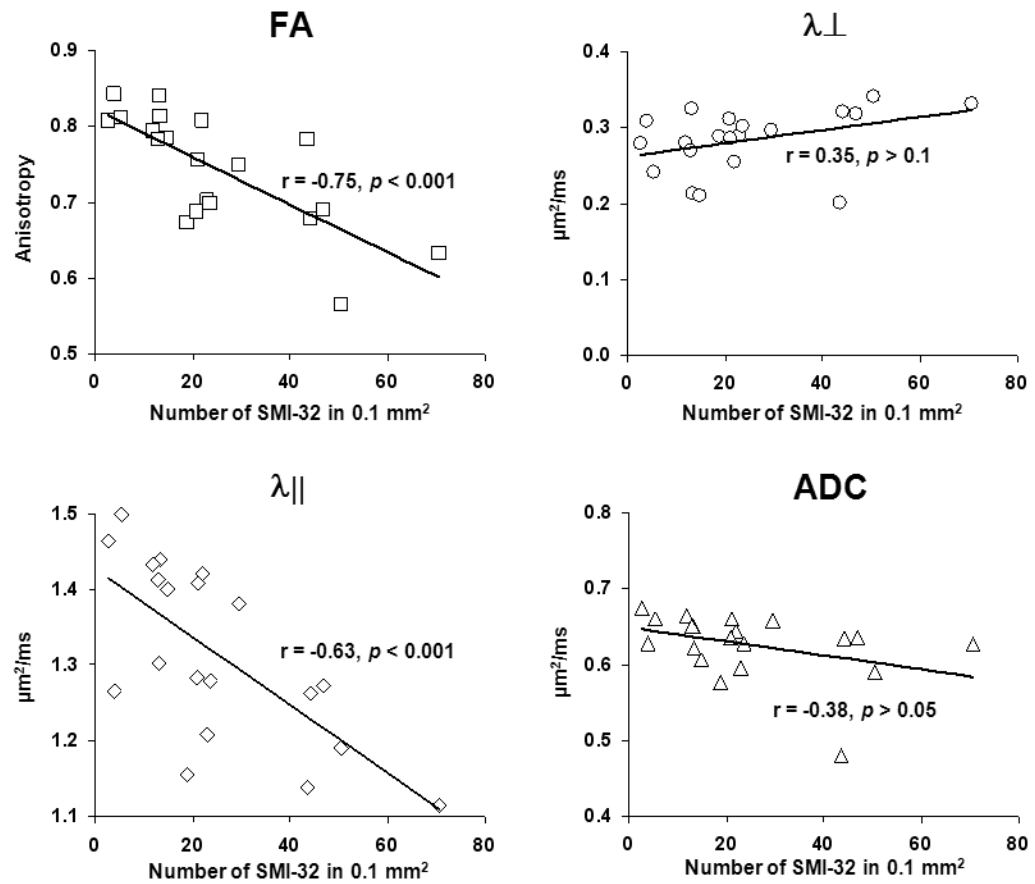 FA
0.9
0.8
0.7
0.6
0.5
Anisotropy
r = -0.75, p < 0.001
0 20 40 60 80
Number of SMI-32 in 0.1 mm²
λ⊥
0.4
0.3
0.2
0.1
0.0
µm²/ms
r = 0.35, p > 0.1
0 20 40 60 80
Number of SMI-32 in 0.1 mm²
λ||
1.5
1.4
1.3
1.2
1.1
µm²/ms
r = -0.63, p < 0.001
0 20 40 60 80
Number of SMI-32 in 0.1 mm²
ADC
0.8
0.7
0.6
0.5
0.4
µm²/ms
r = -0.38, p > 0.05
0 20 40 60 80
Number of SMI-32 in 0.1 mm²